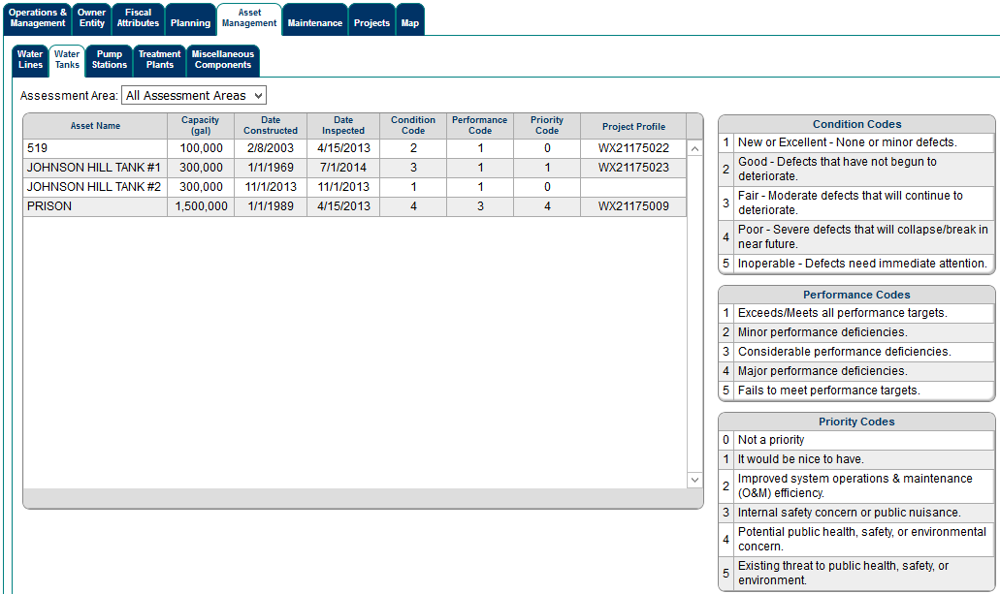 Operations & Management
Owner Entity
Fiscal Attributes
Planning
Asset Management
Maintenance
Projects
Map
Water Lines
Water Tanks
Pump Stations
Treatment Plants
Miscellaneous Components
Assessment Area: All Assessment Areas
Asset Name Capacity (gal) Date Constructed Date Inspected Condition Code Performance Code Priority Code Project Profile
519 100,000 2/8/2003 4/15/2013 2 1 0 WX21175022
JOHNSON HILL TANK #1 300,000 1/1/1969 7/1/2014 3 1 1 WX21175023
JOHNSON HILL TANK #2 300,000 11/1/2013 11/1/2013 1 1 0
PRISON 1,500,000 1/1/1989 4/15/2013 4 3 4 WX21175009
Condition Codes
1 New or Excellent - None or minor defects.
2 Good - Defects that have not begun to
deteriorate.
3 Fair - Moderate defects that will continue to
deteriorate.
4 Poor - Severe defects that will collapse/break in
near future.
5 Inoperable - Defects need immediate attention.
Performance Codes
1 Exceeds/Meets all performance targets.
2 Minor performance deficiencies.
3 Considerable performance deficiencies.
4 Major performance deficiencies.
5 Fails to meet performance targets.
Priority Codes
0 Not a priority
1 It would be nice to have.
2 Improved system operations & maintenance
(O&M) efficiency.
3 Internal safety concern or public nuisance.
4 Potential public health, safety, or environmental
concern.
5 Existing threat to public health, safety, or
environment.